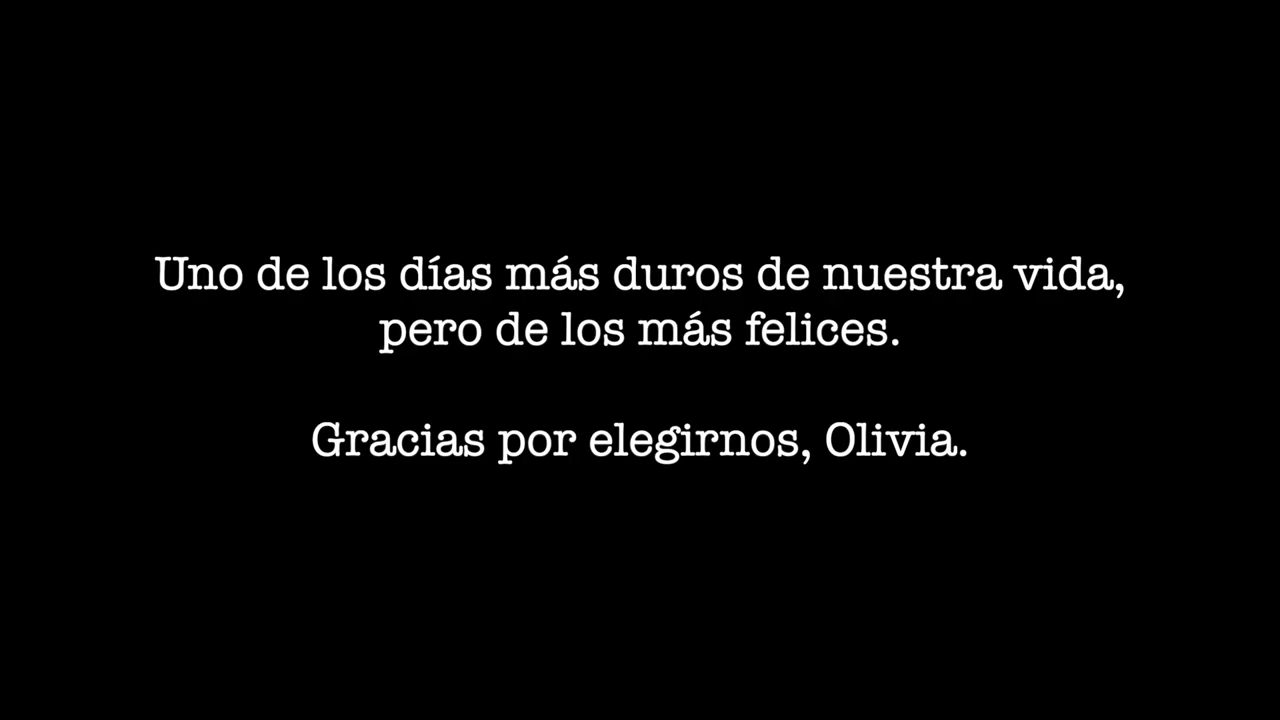 Uno de los días más duros de nuestra vida,
pero de los más felices.
Gracias por elegirnos, Olivia.